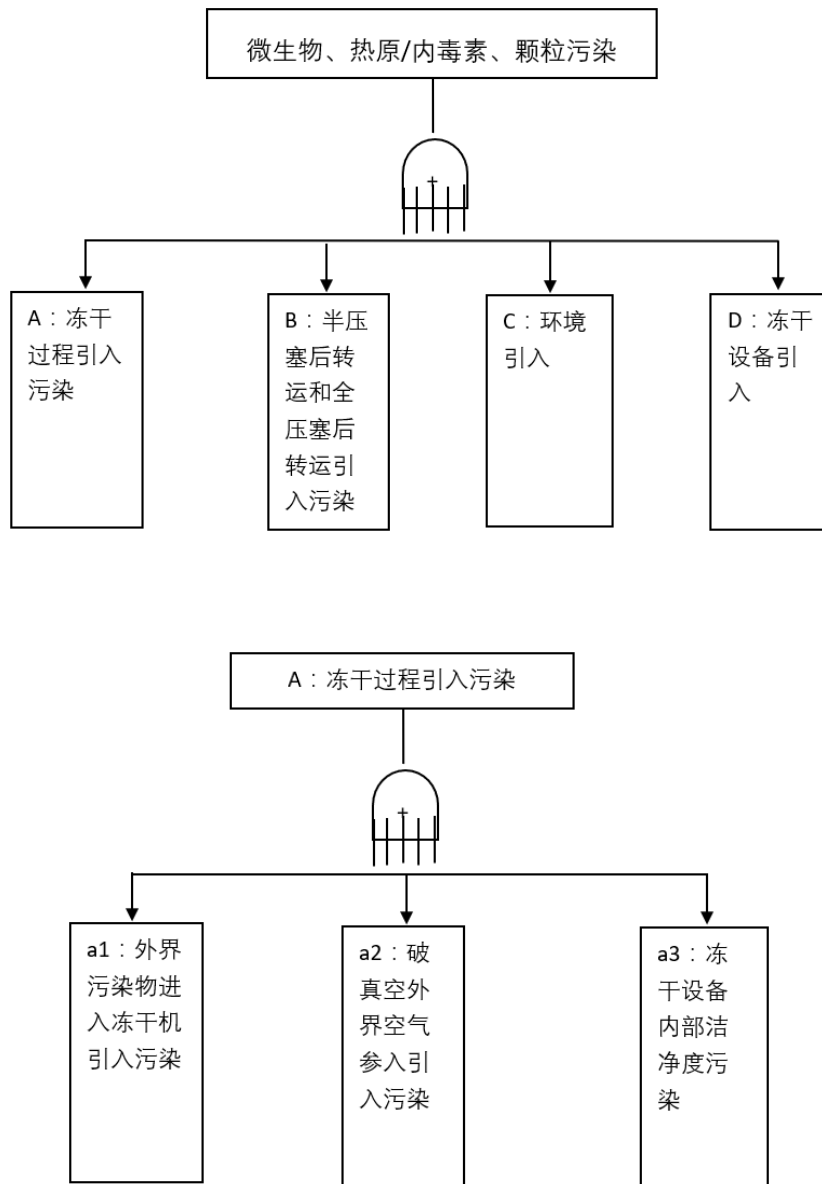 微生物、热原/内毒素、颗粒污染
+
A：冻干
过程引入
污染
B：半压
塞后转
运和全
压塞后
转运引
入污染
C：环境
引入
D：冻干
设备引
入
A：冻干过程引入污染
+
a1：外界
污染物进
入冻干机
引入污染
a2：破
真空外
界空气
参入引
入污染
a3：冻
干设备
内部洁
净度污
染